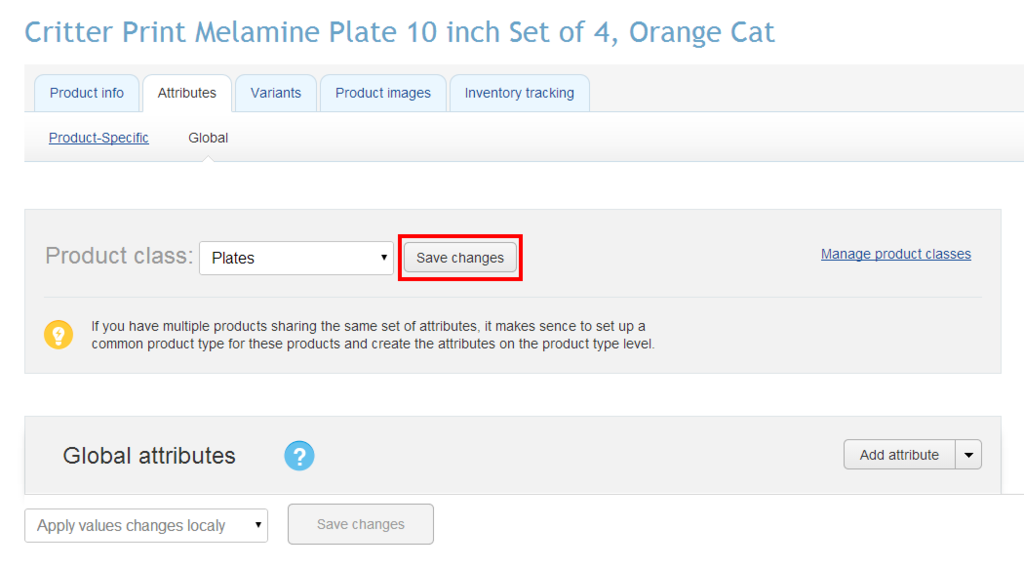 Critter Print Melamine Plate 10 inch Set of 4, Orange Cat
Product info Attributes Variants Product images Inventory tracking
Product-Specific Global
Product class: Plates Save changes Manage product classes
If you have multiple products sharing the same set of attributes, it makes sence to set up a
common product type for these products and create the attributes on the product type level.
Global attributes ? Add attribute
Apply values changes localy Save changes